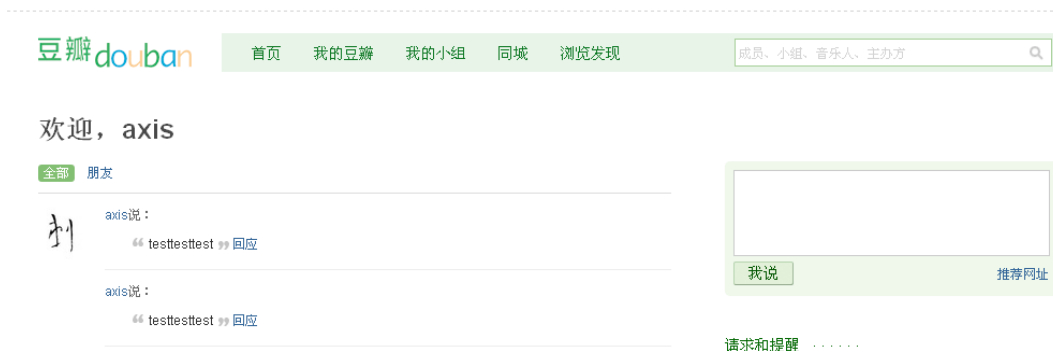 豆瓣douban
首页 我的豆瓣 我的小组 同城 浏览发现
成员、小组、音乐人、主办方
欢迎，axis
全部 朋友
axis说：
“ testtesttest ” 回应
axis说：
“ testtesttest ” 回应
我说 推荐网址
请求和提醒 · · · · · ·